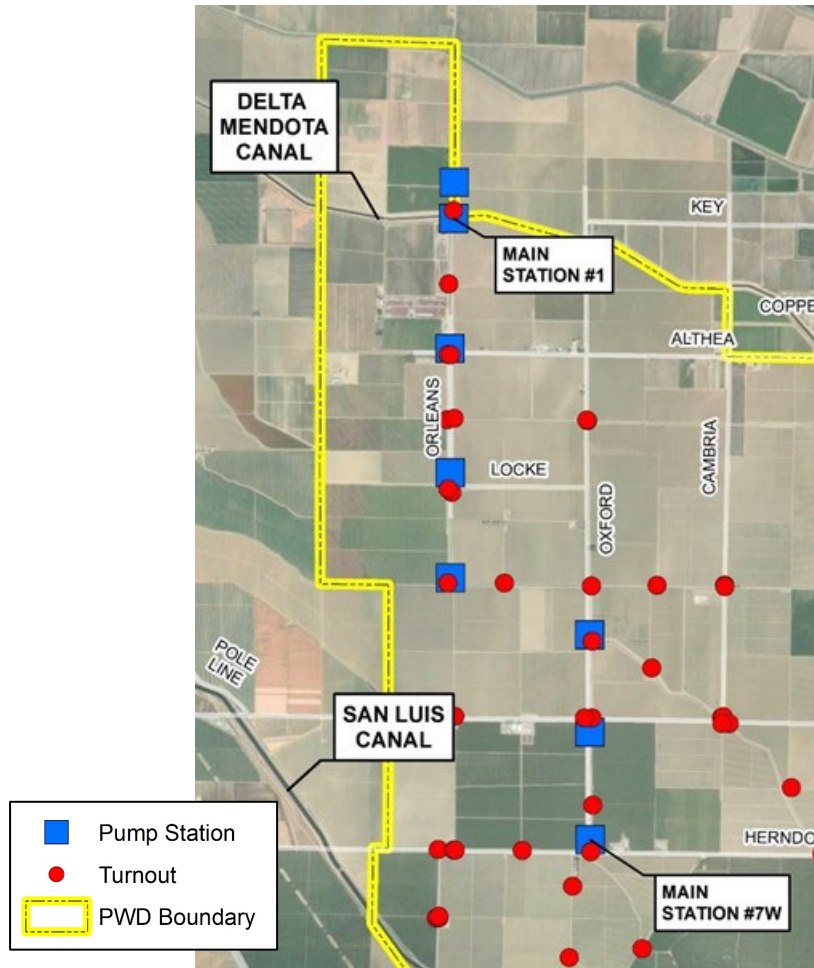 DELTA
MENDOTA
CANAL
KEY
MAIN
STATION #1
COPPE
ALTHEA
ORLEANS
CAMBRIA
LOCKE
OXFORD
POLE
LINE
SAN LUIS
CANAL
HERNDO
Pump Station
Turnout
PWD Boundary
MAIN
STATION #7W